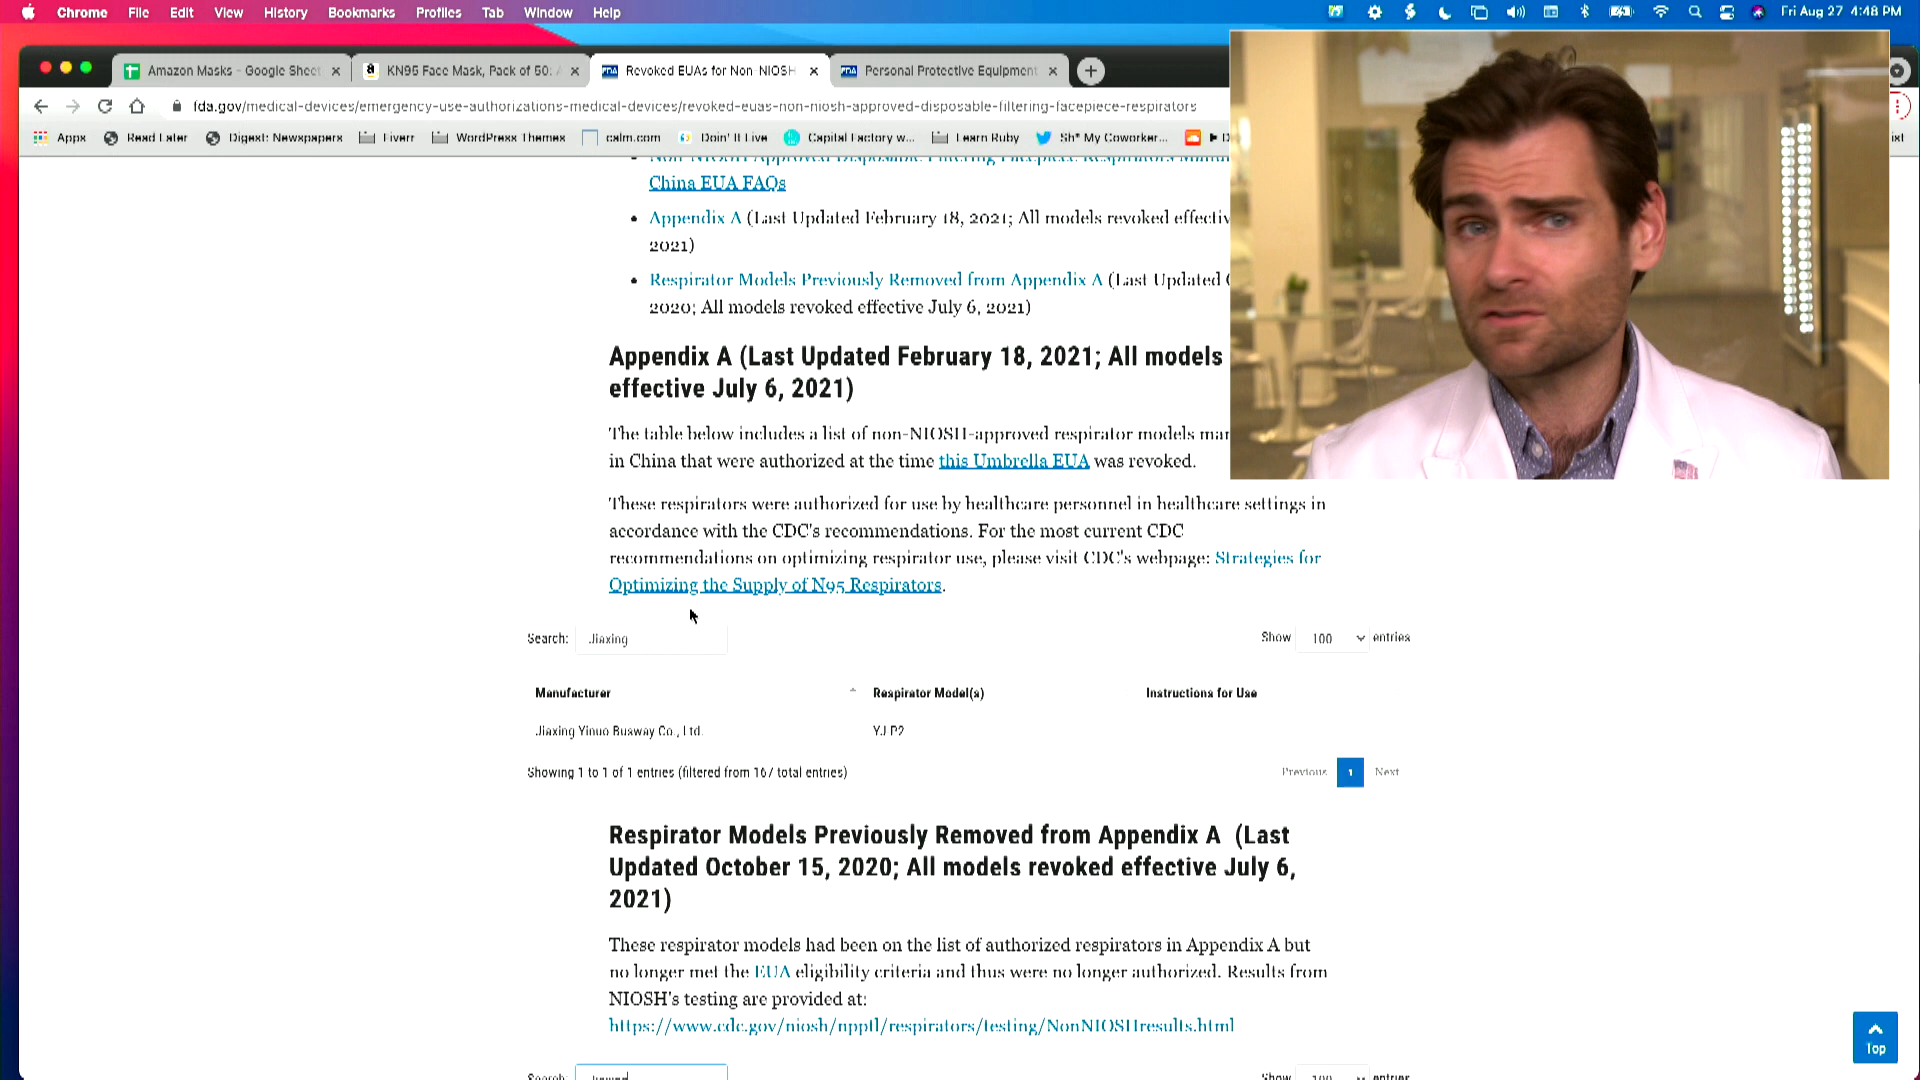 Chrome File Edit View History Bookmarks Profiles Tab Window Help Fri Aug 27 4:48 PM
Amazon Masks - Google Sheet KN95 Face Mask, Pack of 50: Revoked EUAs for Non-NIOSH Personal Protective Equipment
fda.gov/medical-devices/emergency-use-authorizations-medical-devices/revoked-euas-non-niosh-approved-disposable-filtering-facepiece-respirators
Apps Read Later Digest: Newspapers Fiverr WordPress Themes calm.com Doin' It Live Capital Factory w... Learn Ruby Sh* My Coworker...
China EUA FAQs
Appendix A (Last Updated February 18, 2021; All models revoked effectiv
2021)
Respirator Models Previously Removed from Appendix A (Last Updated
2020; All models revoked effective July 6, 2021)
Appendix A (Last Updated February 18, 2021; All models
effective July 6, 2021)
The table below includes a list of non-NIOSH-approved respirator models
in China that were authorized at the time this Umbrella EUA was revoked.
These respirators were authorized for use by healthcare personnel in healthcare settings in
accordance with the CDC's recommendations. For the most current CDC
recommendations on optimizing respirator use, please visit CDC's webpage: Strategies for
Optimizing the Supply of N95 Respirators.
Search: Jiaxing Show 100 entries
Manufacturer Respirator Model(s) Instructions for Use
Jiaxing Yinuo Busway Co., Ltd. YJ P2
Showing 1 to 1 of 1 entries (filtered from 167 total entries) Previous 1 Next
Respirator Models Previously Removed from Appendix A (Last
Updated October 15, 2020; All models revoked effective July 6,
2021)
These respirator models had been on the list of authorized respirators in Appendix A but
no longer met the EUA eligibility criteria and thus were no longer authorized. Results from
NIOSH's testing are provided at:
https://www.cdc.gov/niosh/npptl/respirators/testing/NonNIOSHresults.html
Top
Search: Show 100 entries